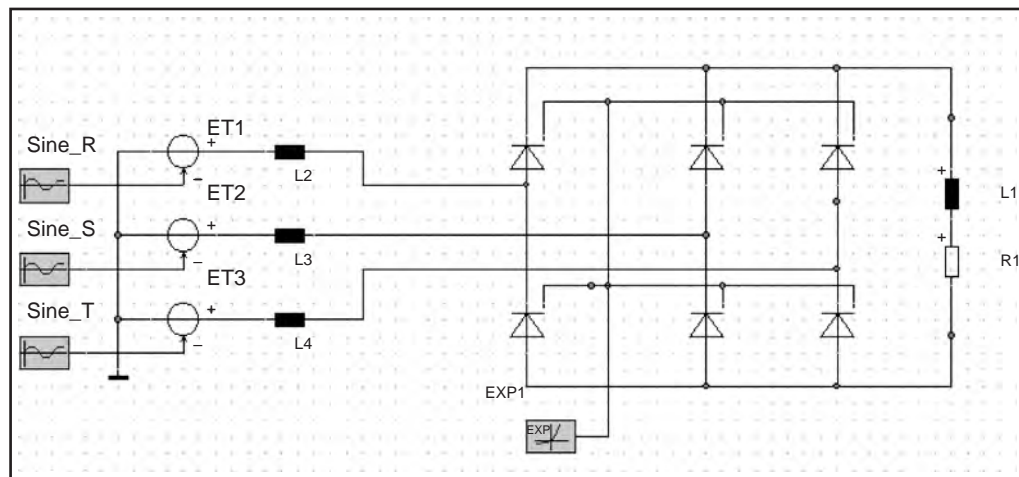 Sine_R
ET1
+
−
L2
ET2
Sine_S
+
−
L3
ET3
Sine_T
+
−
L4
+
L1
+
R1
EXP1
EXP